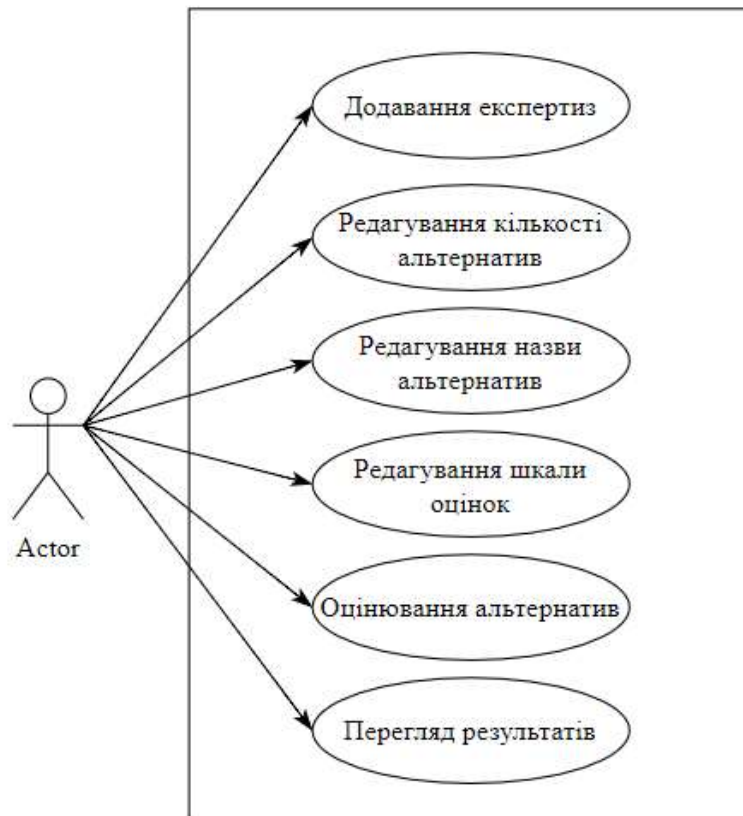 Додавання експертиз
Редагування кількості
альтернатив
Редагування назви
альтернатив
Редагування шкали
оцінок
Actor
Оцінювання альтернатив
Перегляд результатів